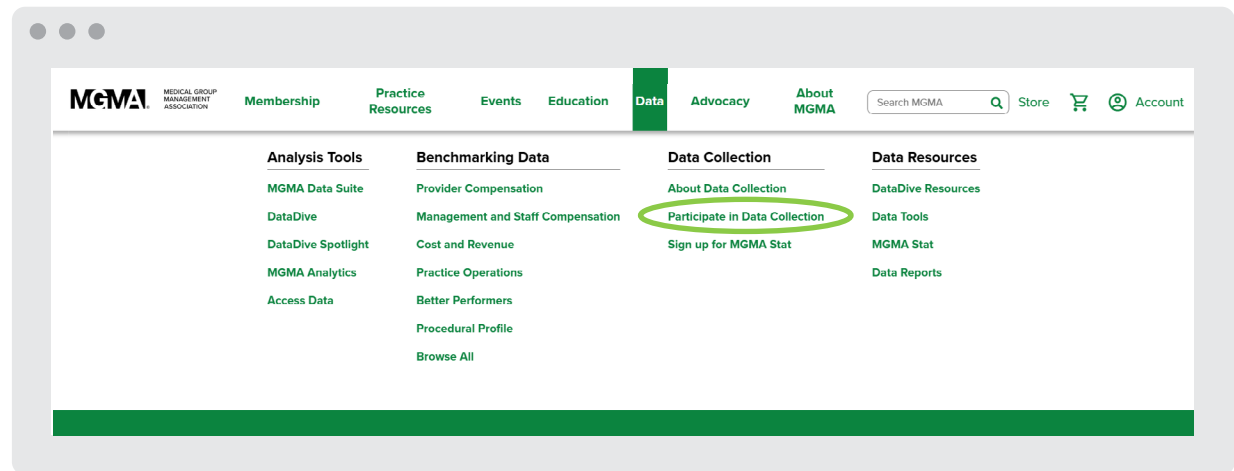 MGMA. MEDICAL GROUP
MANAGEMENT
ASSOCIATION
Membership
Practice
Resources
Events
Education
Data
Advocacy
About
MGMA
Search MGMA
Store
Account
Analysis Tools
MGMA Data Suite
DataDive
DataDive Spotlight
MGMA Analytics
Access Data
Benchmarking Data
Provider Compensation
Management and Staff Compensation
Cost and Revenue
Practice Operations
Better Performers
Procedural Profile
Browse All
Data Collection
About Data Collection
Participate in Data Collection
Sign up for MGMA Stat
Data Resources
DataDive Resources
Data Tools
MGMA Stat
Data Reports